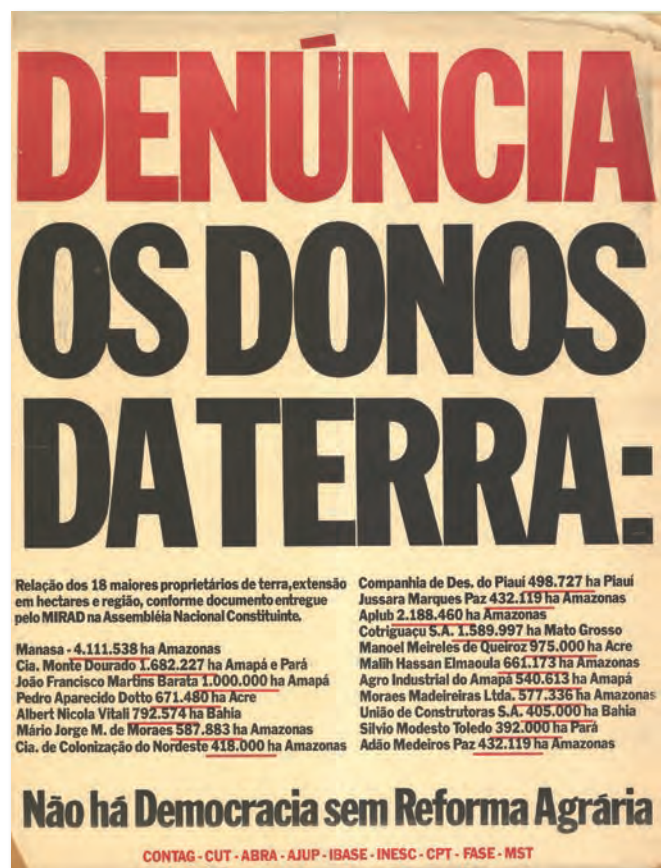 DENÚNCIA
OS DONOS
DA TERRA:
Relação dos 18 maiores proprietários de terra, extensão
em hectares e região, conforme documento entregue
pelo MIRAD na Assembléia Nacional Constituinte.
Manasa - 4.111.538 ha Amazonas
Cia. Monte Dourado 1.682.227 ha Amapá e Pará
João Francisco Martins Barata 1.000.000 ha Amapá
Pedro Aparecido Dotto 671.480 ha Acre
Albert Nicola Vitali 792.574 ha Bahia
Mário Jorge M. de Moraes 587.883 ha Amazonas
Cia. de Colonização do Nordeste 418.000 ha Amazonas
Companhia de Des. do Piauí 498.727 ha Piauí
Jussara Marques Paz 432.119 ha Amazonas
Aplub 2.188.460 ha Amazonas
Cotriguaçu S.A. 1.589.997 ha Mato Grosso
Manoel Meireles de Queiroz 975.000 ha Acre
Malih Hassan Elmaoula 661.173 ha Amazonas
Agro Industrial do Amapá 540.613 ha Amapá
Moraes Madeireiras Ltda. 577.336 ha Amazonas
União de Construtoras S.A. 405.000 ha Bahia
Silvio Modesto Toledo 392.000 ha Pará
Adão Medeiros Paz 432.119 ha Amazonas
Não há Democracia sem Reforma Agrária
CONTAG - CUT - ABRA - AJUP - IBASE - INESC - CPT - FASE - MST